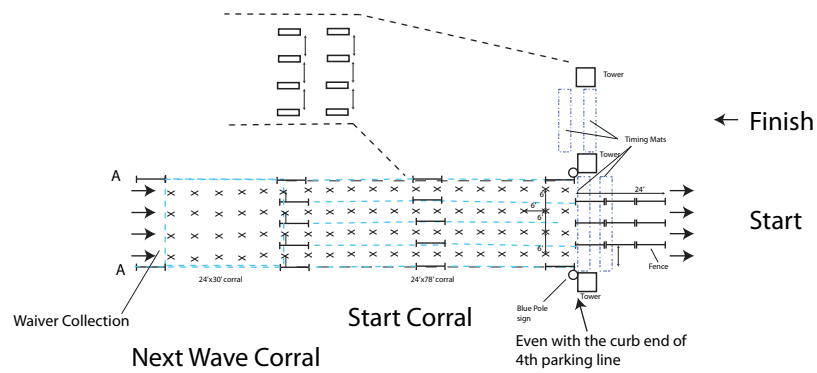 Tower
Finish
Timing Mats
Tower
A
6'
24'
6'
6'
Start
6'
A
Fence
24'x30' corral
24'x78' corral
Tower
Blue Pole
sign
Waiver Collection
Start Corral
Even with the curb end of
4th parking line
Next Wave Corral